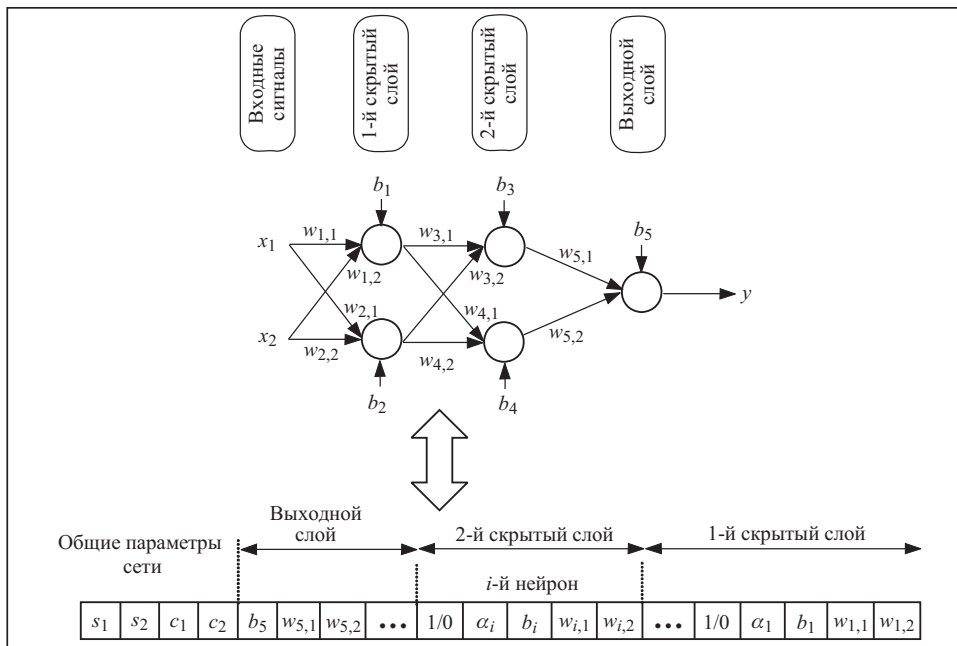 Входные
сигналы
1-й скрытый
слой
2-й скрытый
слой
Выходной
слой
b1
b3
b5
x1
w1,1
w3,1
w5,1
w1,2
w3,2
y
w2,1
w4,1
x2
w2,2
w4,2
w5,2
b2
b4
Общие параметры
сети
Выходной
слой
2-й скрытый слой
1-й скрытый слой
i-й нейрон
s1 s2 c1 c2 b5 w5,1 w5,2 ••• 1/0 αi bi wi,1 wi,2 ••• 1/0 α1 b1 w1,1 w1,2